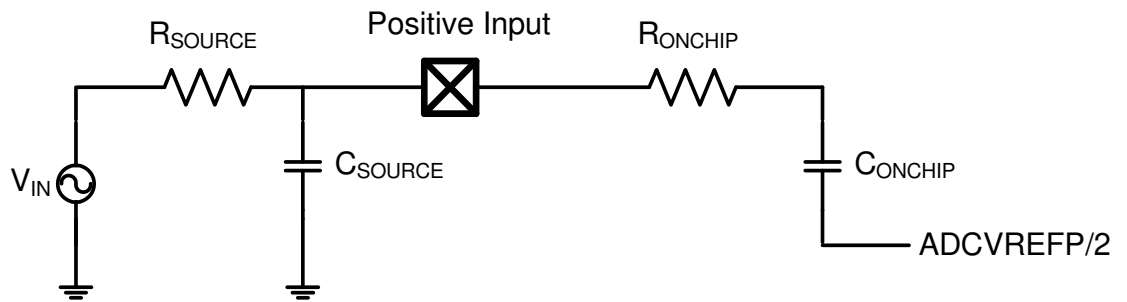 Positive Input
RSOURCE
RONCHIP
VIN
CSOURCE
CONCHIP
ADCVREFP/2